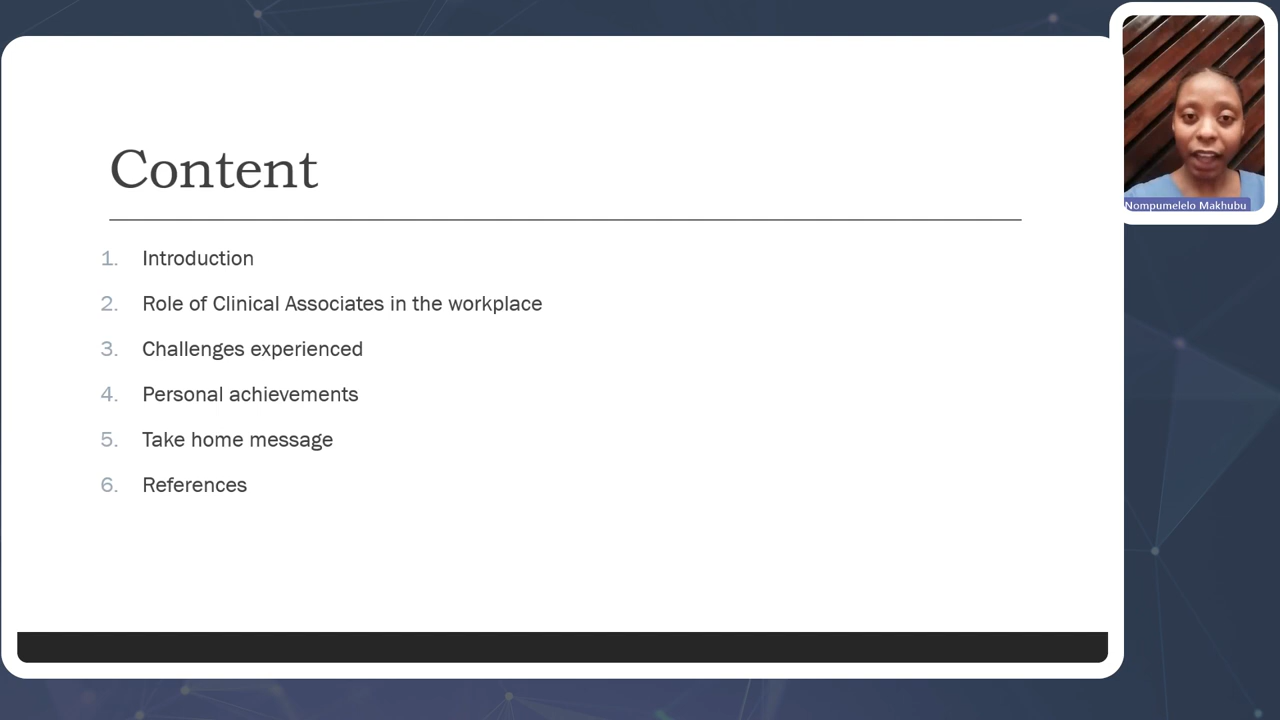 Content
1. Introduction
2. Role of Clinical Associates in the workplace
3. Challenges experienced
4. Personal achievements
5. Take home message
6. References
Nompumelelo Makhubu